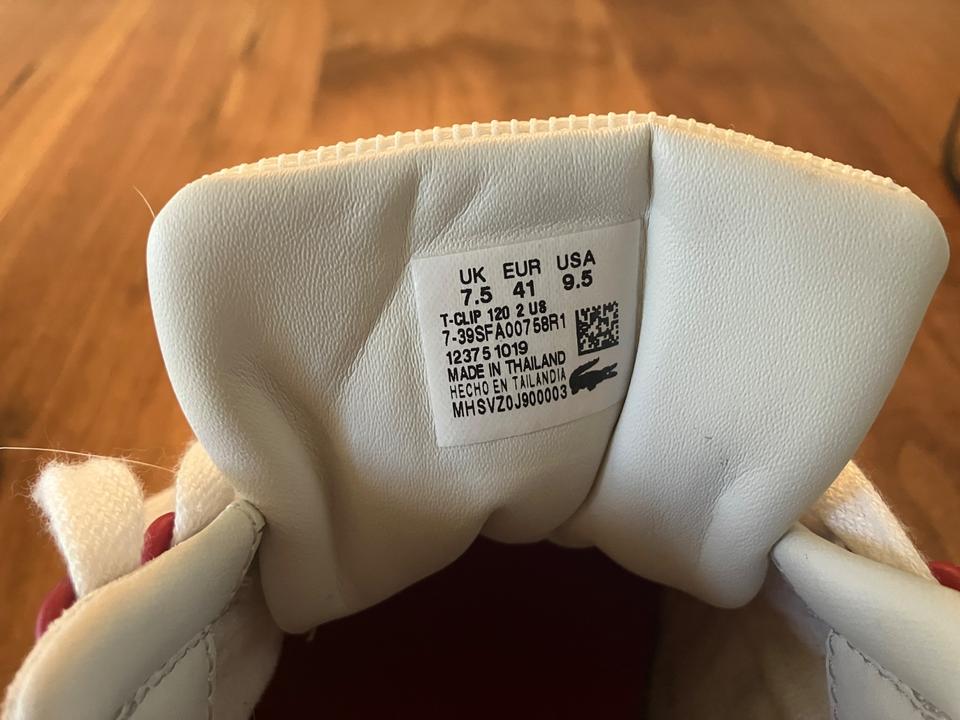 UK EUR USA
7.5 41 9.5
T-CLIP 120 2 US
7-39SFA00758R1
12375 1019
MADE IN THAILAND
HECHO EN TAILANDIA
MHSVZ0J900003